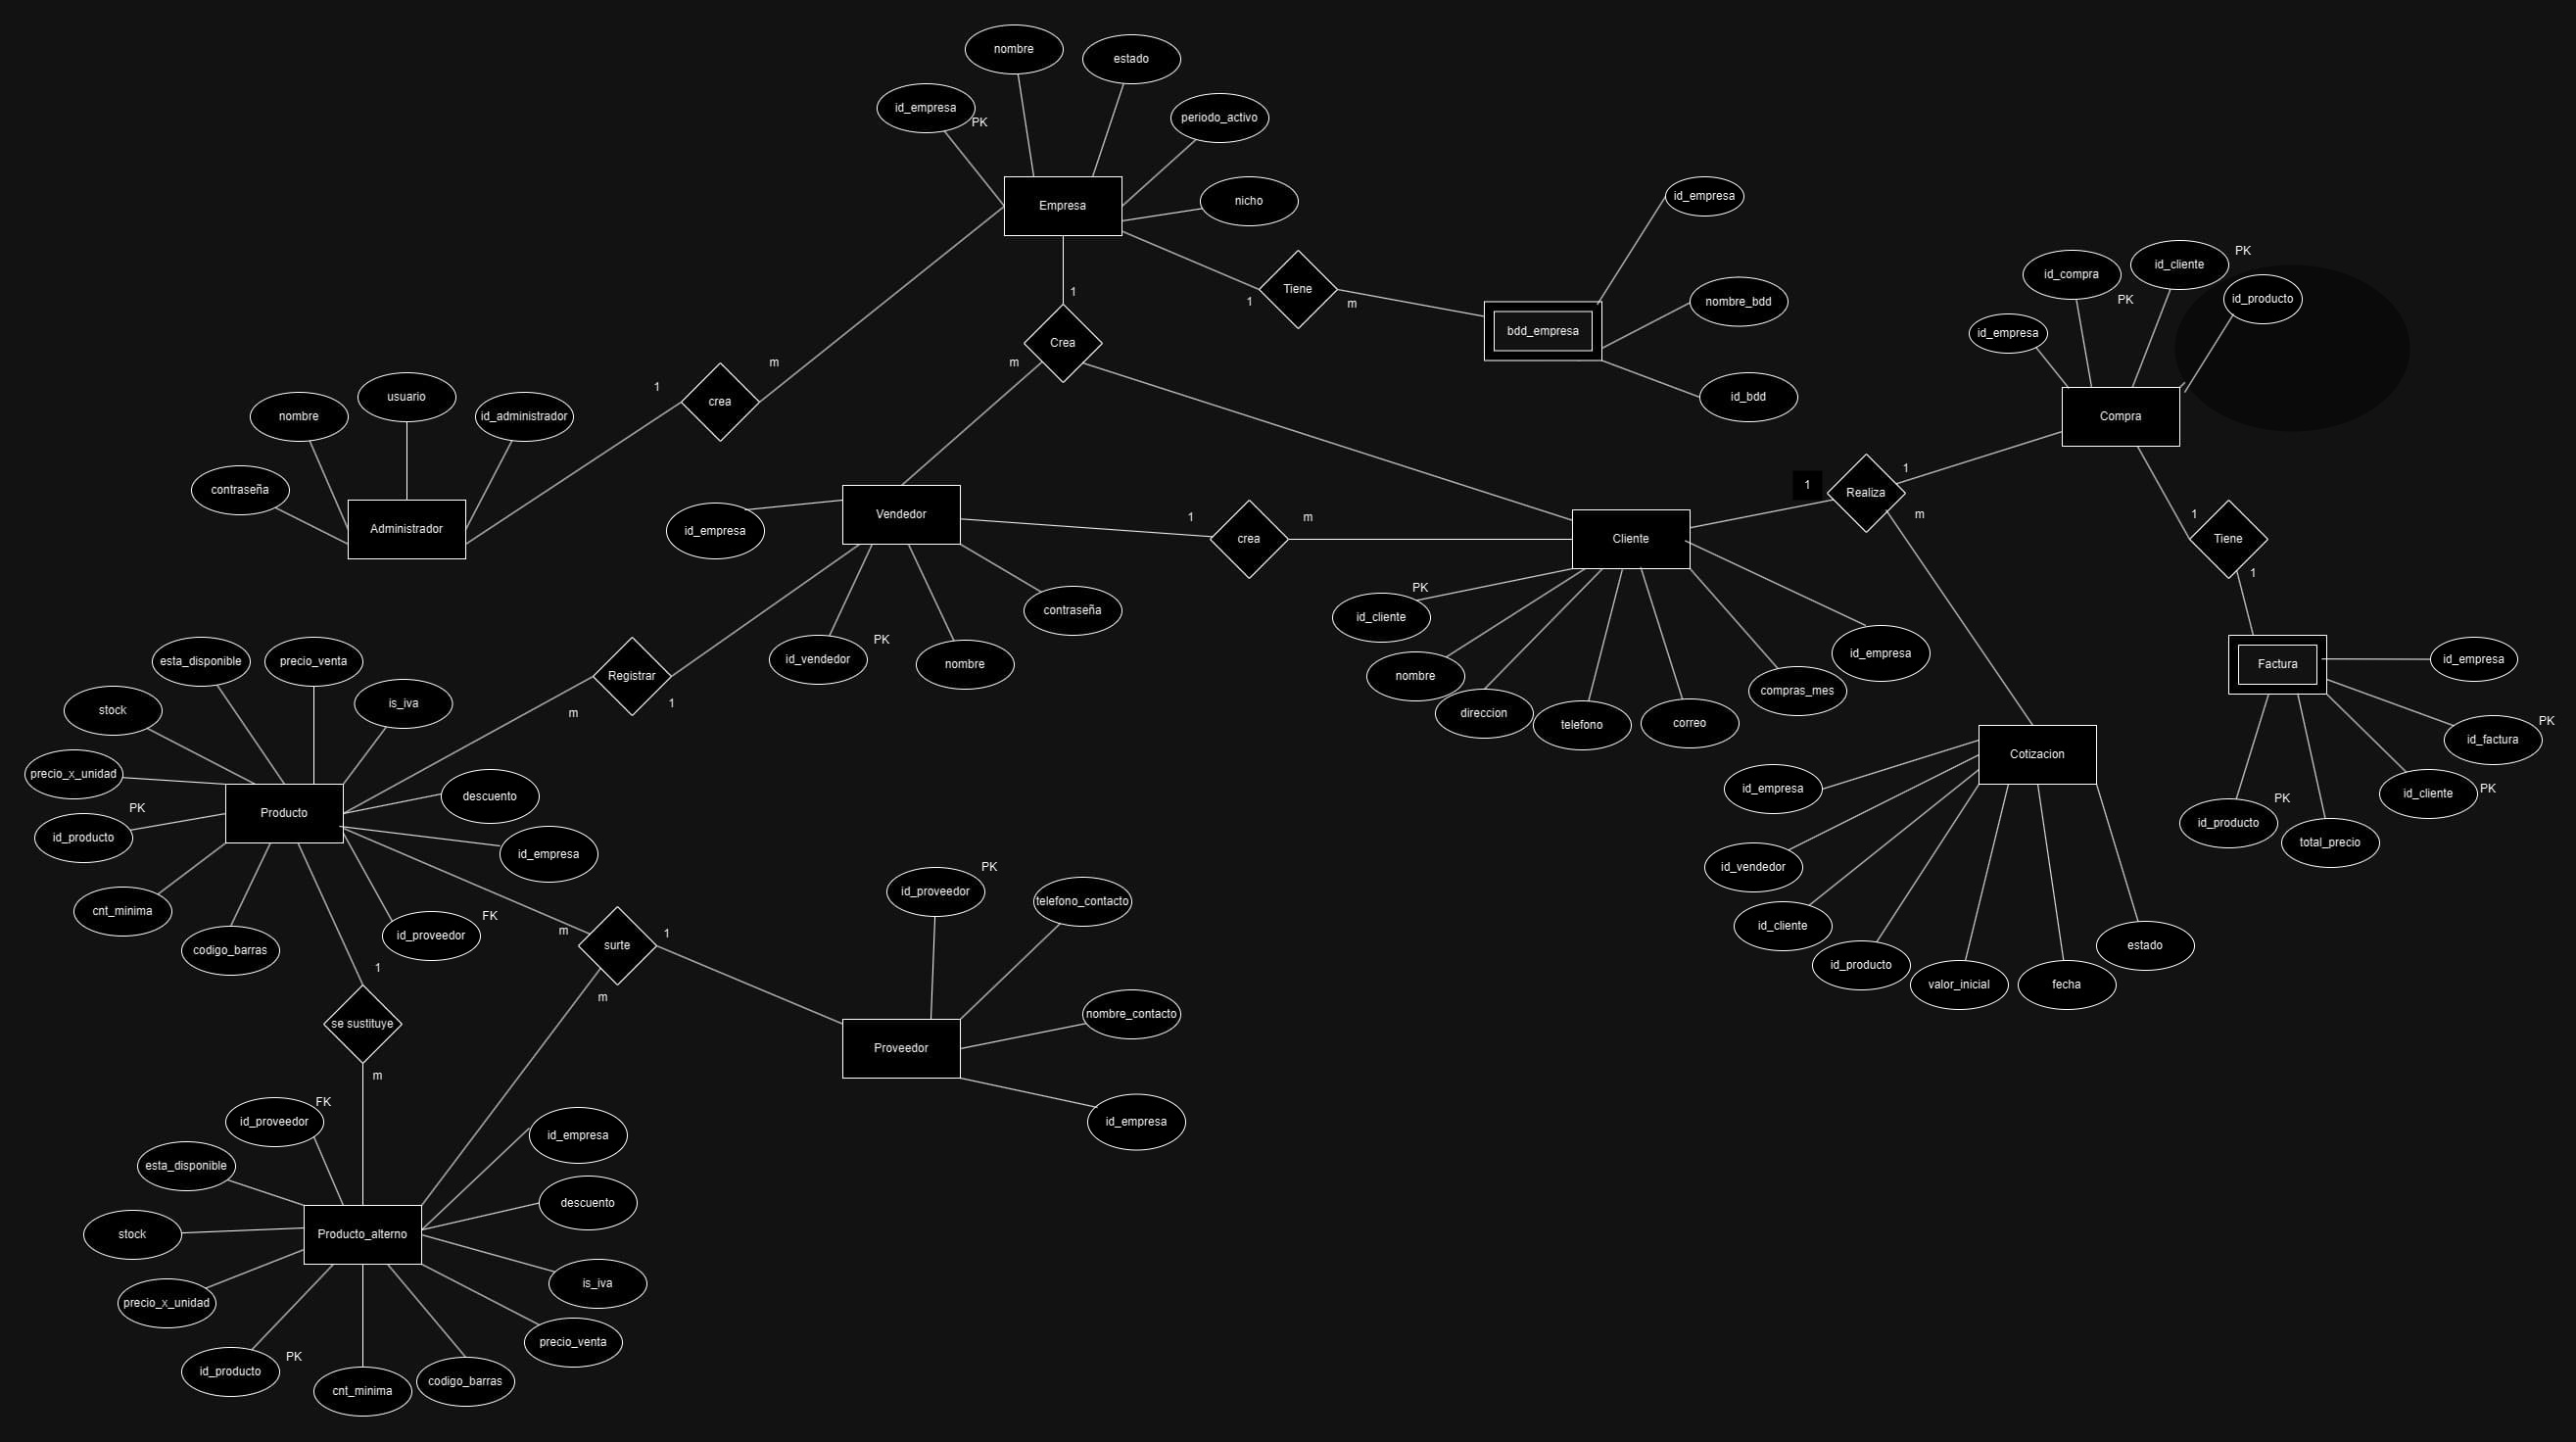 nombre
estado
id_empresa
PK
periodo_activo
Empresa
nicho
Tiene
1
m
id_empresa
nombre_bdd
bdd_empresa
id_bdd
1
Crea
m
m
1
crea
nombre
usuario
id_administrador
contraseña
Administrador
Vendedor
id_empresa
id_vendedor
PK
nombre
contraseña
1
crea
m
Cliente
PK
id_cliente
nombre
direccion
telefono
correo
compras_mes
id_empresa
1
Realiza
1
m
id_compra
PK
id_cliente
PK
id_producto
id_empresa
Compra
1
Tiene
1
Factura
id_empresa
PK
id_factura
id_cliente
PK
id_producto
PK
total_precio
Cotizacion
id_empresa
id_vendedor
id_cliente
id_producto
valor_inicial
fecha
estado
Registrar
m
1
esta_disponible
precio_venta
stock
is_iva
precio_x_unidad
PK
id_producto
Producto
descuento
id_empresa
cnt_minima
codigo_barras
id_proveedor
FK
m
surte
1
m
id_proveedor
PK
telefono_contacto
nombre_contacto
Proveedor
id_empresa
1
se sustituye
m
id_proveedor
FK
id_empresa
esta_disponible
descuento
stock
Producto_alterno
is_iva
precio_x_unidad
precio_venta
id_producto
PK
cnt_minima
codigo_barras